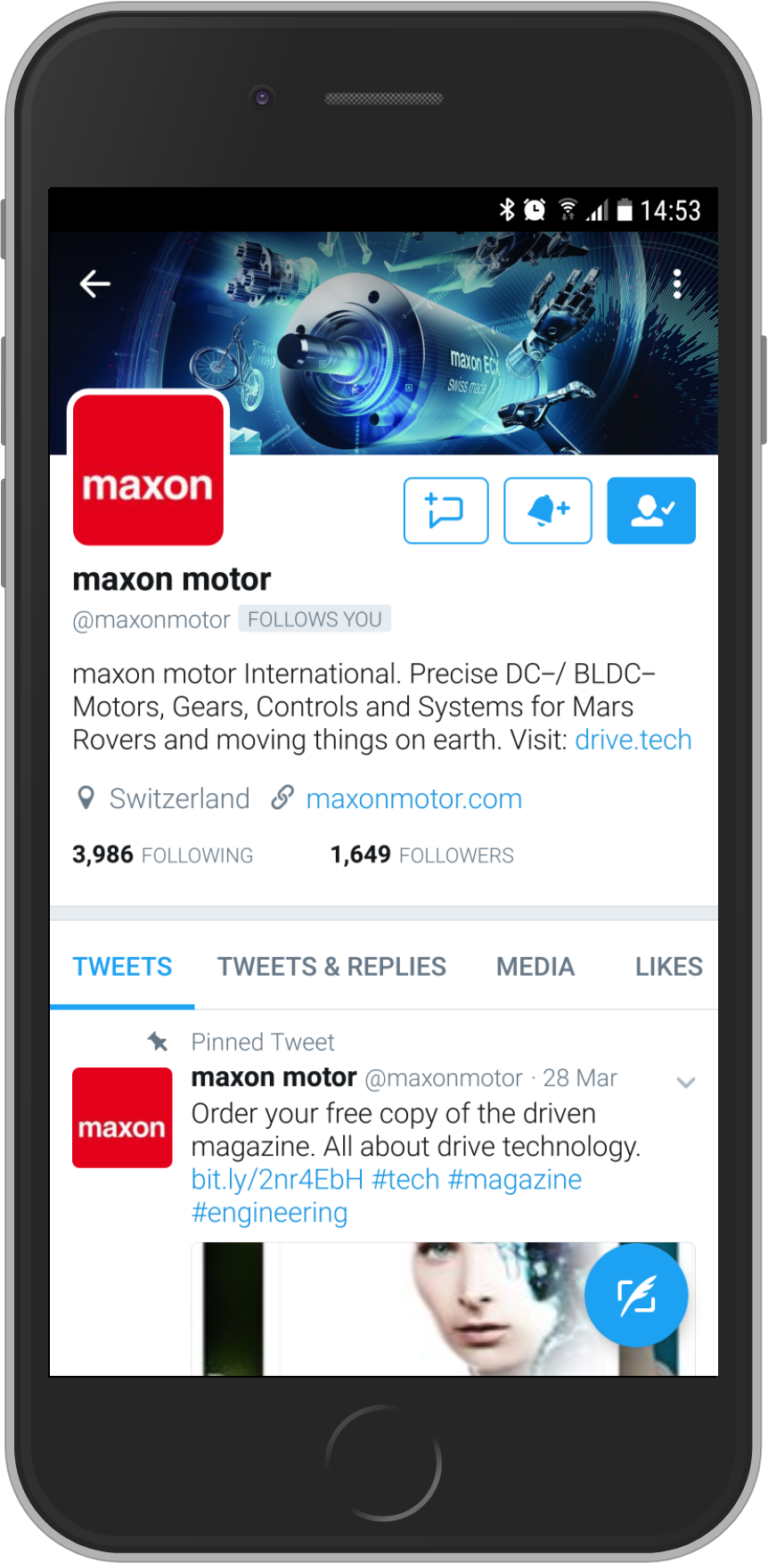 14:53
maxon ECX
swiss made
maxon
maxon motor
@maxonmotor FOLLOWS YOU
maxon motor International. Precise DC–/ BLDC–
Motors, Gears, Controls and Systems for Mars
Rovers and moving things on earth. Visit: drive.tech
Switzerland maxonmotor.com
3,986 FOLLOWING 1,649 FOLLOWERS
TWEETS TWEETS & REPLIES MEDIA LIKES
Pinned Tweet
maxon motor @maxonmotor · 28 Mar
maxon
Order your free copy of the driven
magazine. All about drive technology.
bit.ly/2nr4EbH #tech #magazine
#engineering